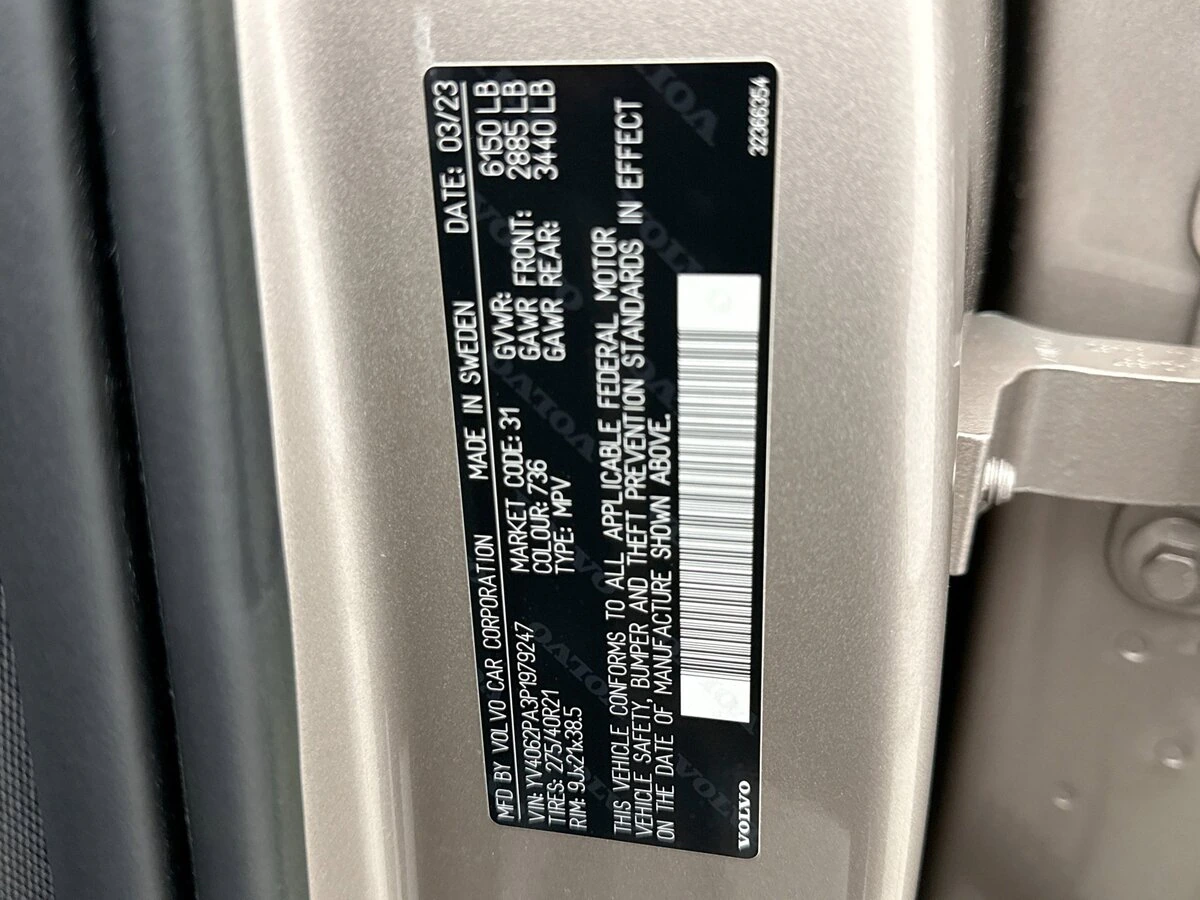 MFD BY VOLVO CAR CORPORATION MADE IN SWEDEN DATE: 03/23
VIN: YV4062PA3P1979247 MARKET CODE: 31 GVWR: 6150 LB
TIRES: 275/40R21 COLOUR: 736 GAWR FRONT: 2885 LB
RIM: 9Jx21x38.5 TYPE: MPV GAWR REAR: 3440 LB
THIS VEHICLE CONFORMS TO ALL APPLICABLE FEDERAL MOTOR
VEHICLE SAFETY, BUMPER AND THEFT PREVENTION STANDARDS IN EFFECT
ON THE DATE OF MANUFACTURE SHOWN ABOVE.
VOLVO 32366354